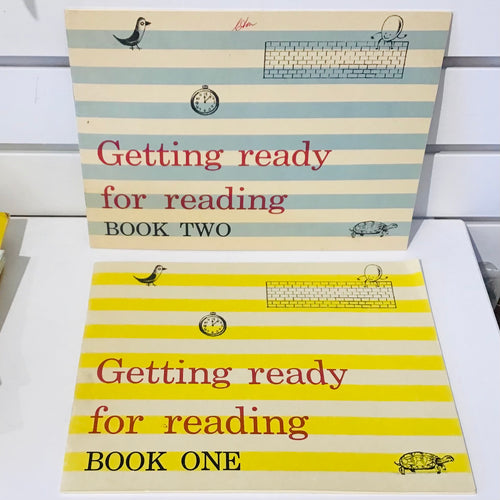 Getting ready
for reading
BOOK TWO
Getting ready
for reading
BOOK ONE